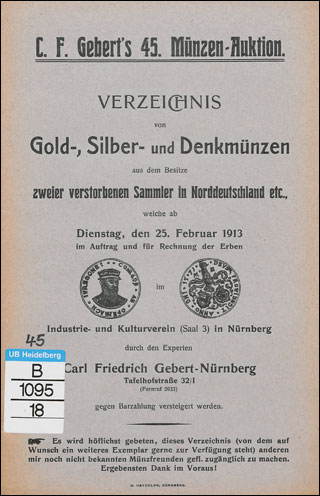 C. F. Gebert's 45. Münzen-Auktion.
VERZEICHNIS
von
Gold-, Silber- und Denkmünzen
aus dem Besitze
zweier verstorbenen Sammler in Norddeutschland etc.,
welche ab
Dienstag, den 25. Februar 1913
im Auftrag und für Rechnung der Erben
im
Industrie- und Kulturverein (Saal 3) in Nürnberg
durch den Experten
Carl Friedrich Gebert-Nürnberg
Tafelhofstraße 32/I
gegen Barzahlung versteigert werden.
45
UB Heidelberg
B
1095
18
Es wird höflichst gebeten, dieses Verzeichnis (von dem auf
Wunsch ein weiteres Exemplar gerne zur Verfügung steht) anderen
mir noch nicht bekannten Münzfreunden gefl. zugänglich zu machen.
Ergebensten Dank im Voraus!